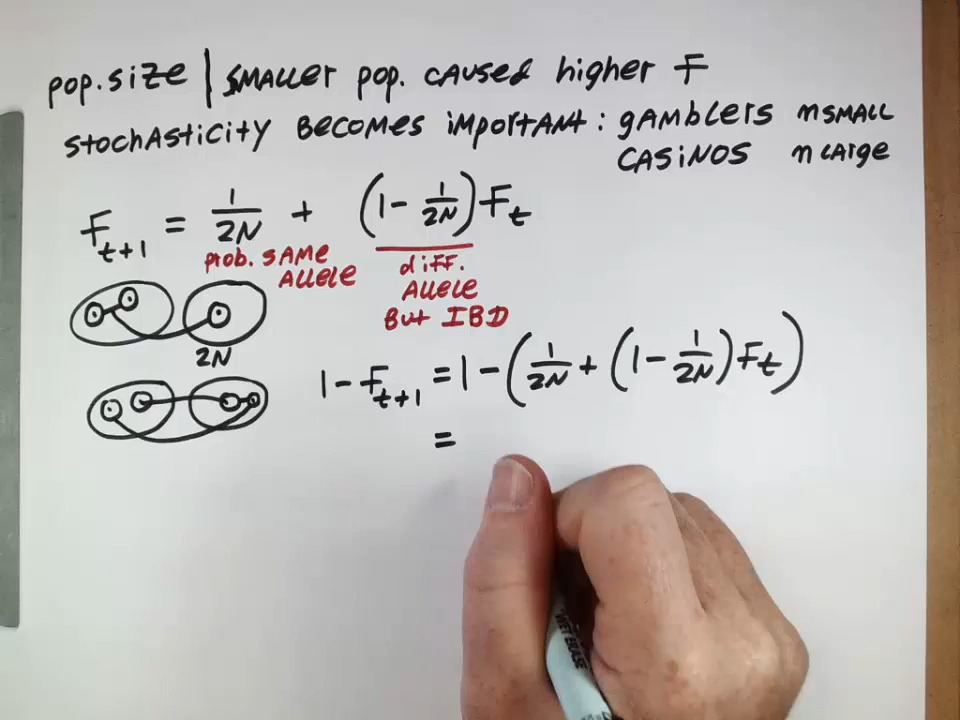 pop. size | SMALLER pop. CAUSED higher F
stochAsticity BECOMES IMPORTANT : gAMBLERS n SMALL
CASINOS n LARge
F_{t+1} = 1/2N + (1 - 1/2N) F_t
prob. SAMe ALLELE
diff. ALLELE But IBD
2N
1 - F_{t+1} = 1 - (1/2N + (1 - 1/2N) F_t)
=